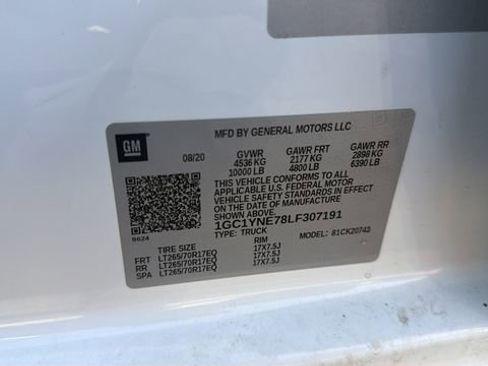 MFD BY GENERAL MOTORS LLC
GM
08/20 GVWR GAWR FRT GAWR RR
4536 KG 2177 KG 2898 KG
10000 LB 4800 LB 6390 LB
THIS VEHICLE CONFORMS TO ALL
APPLICABLE U.S. FEDERAL MOTOR
VEHICLE SAFETY STANDARDS IN EFFECT
ON THE DATE OF MANUFACTURE
SHOWN ABOVE.
1GC1YNE78LF307191
TYPE: TRUCK MODEL: 81CK20743
B624
TIRE SIZE RIM
FRT LT265/70R17EQ 17X7.5J
RR LT265/70R17EQ 17X7.5J
SPA LT265/70R17EQ 17X7.5J